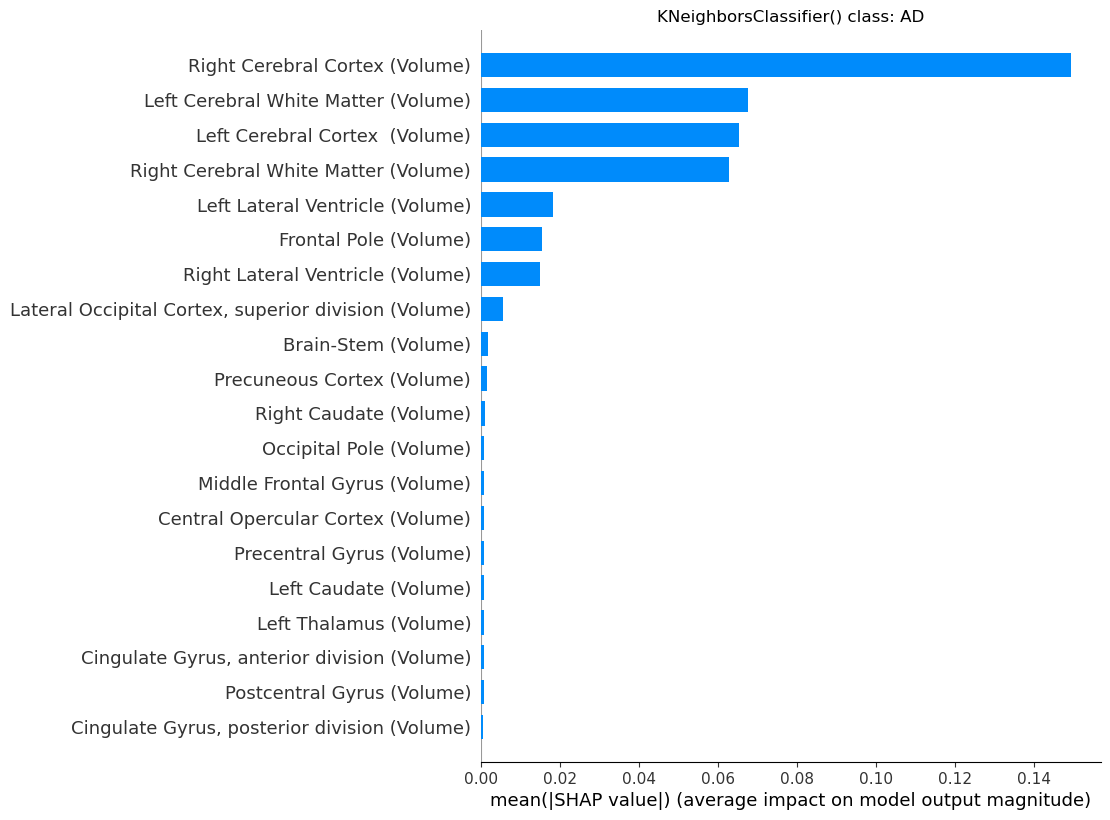 KNeighborsClassifier() class: AD
Right Cerebral Cortex (Volume)
Left Cerebral White Matter (Volume)
Left Cerebral Cortex  (Volume)
Right Cerebral White Matter (Volume)
Left Lateral Ventricle (Volume)
Frontal Pole (Volume)
Right Lateral Ventricle (Volume)
Lateral Occipital Cortex, superior division (Volume)
Brain-Stem (Volume)
Precuneous Cortex (Volume)
Right Caudate (Volume)
Occipital Pole (Volume)
Middle Frontal Gyrus (Volume)
Central Opercular Cortex (Volume)
Precentral Gyrus (Volume)
Left Caudate (Volume)
Left Thalamus (Volume)
Cingulate Gyrus, anterior division (Volume)
Postcentral Gyrus (Volume)
Cingulate Gyrus, posterior division (Volume)
0.00 0.02 0.04 0.06 0.08 0.10 0.12 0.14
mean(|SHAP value|) (average impact on model output magnitude)